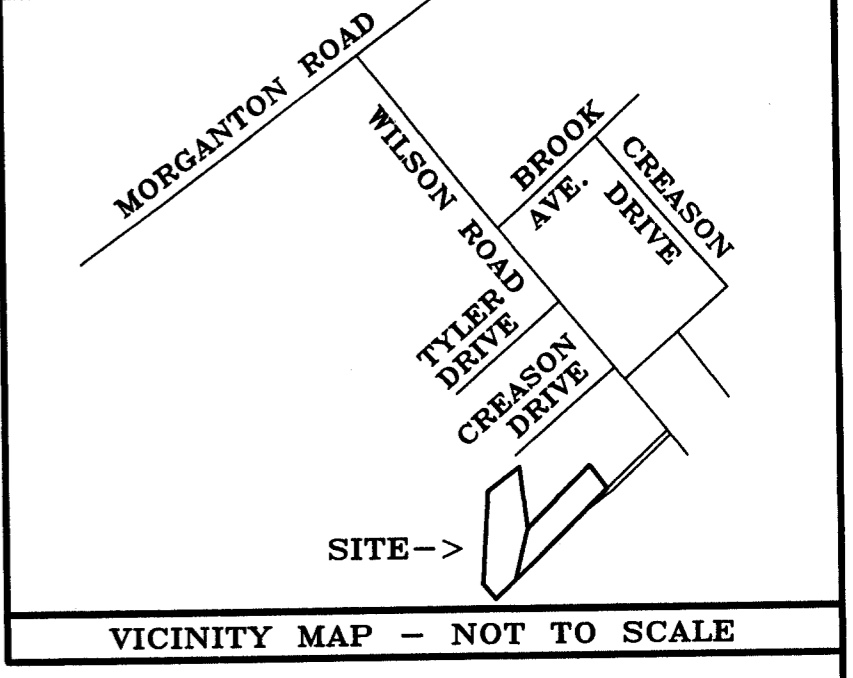 MORGANTON ROAD
WILSON ROAD
BROOK
AVE.
CREASON
DRIVE
TYLER
DRIVE
CREASON
DRIVE
SITE->
VICINITY MAP - NOT TO SCALE